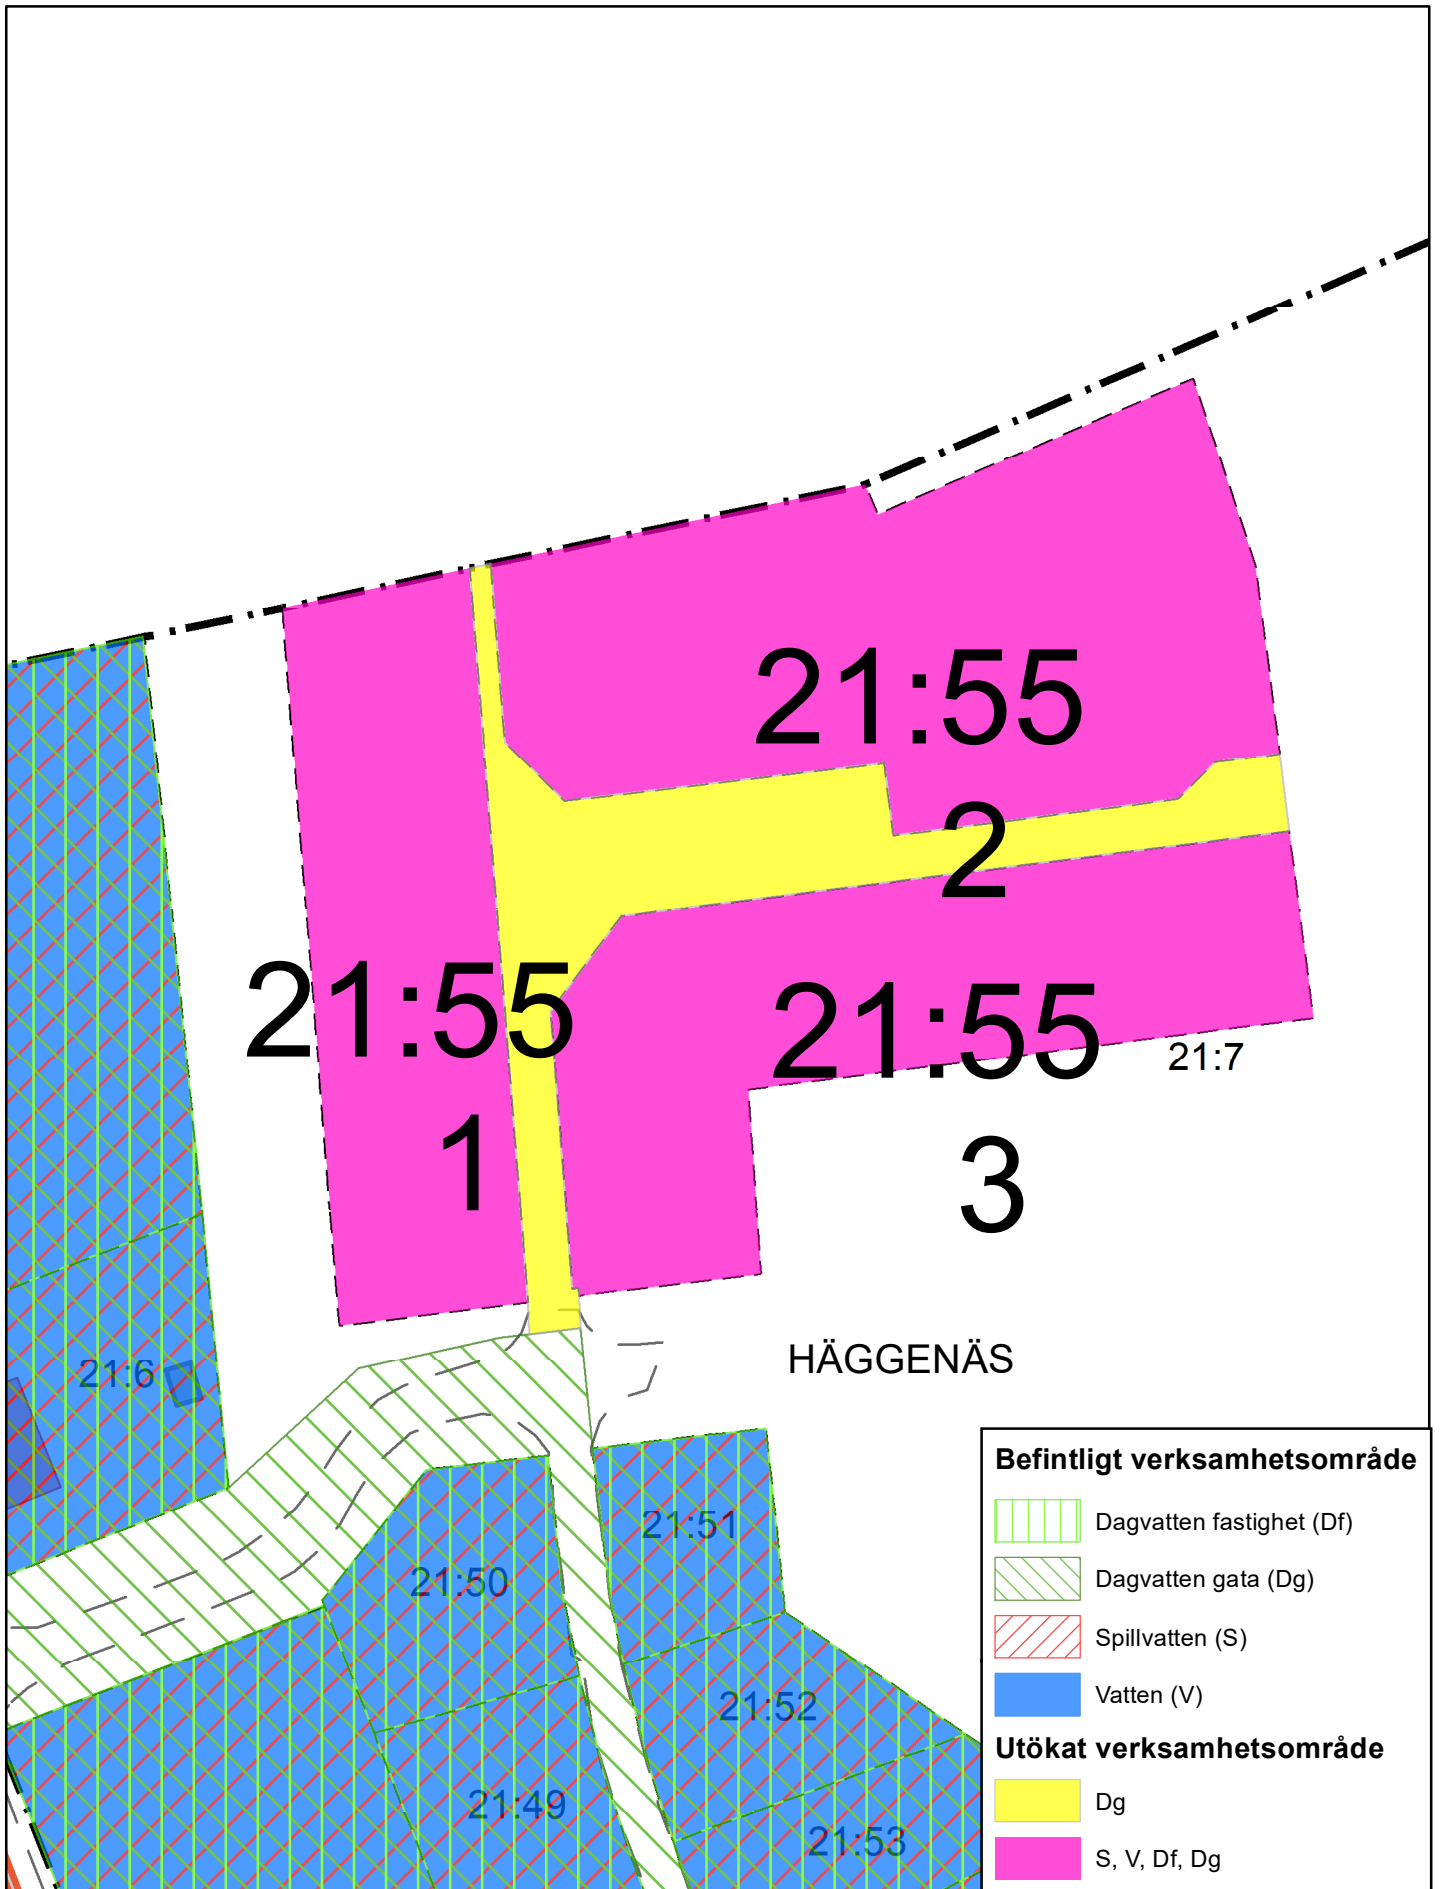 21:55
2
21:55
1
21:55
3
21:7
HÄGGENÄS
21:6
21:51
21:50
21:52
21:49
21:53
Befintligt verksamhetsområde
Dagvatten fastighet (Df)
Dagvatten gata (Dg)
Spillvatten (S)
Vatten (V)
Utökat verksamhetsområde
Dg
S, V, Df, Dg